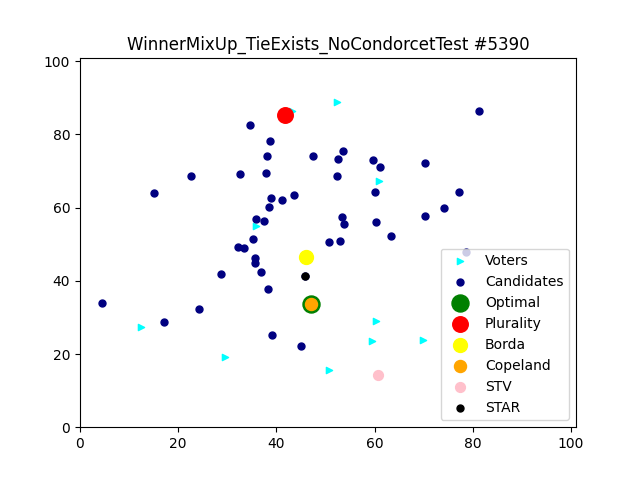 WinnerMixUp_TieExists_NoCondorcetTest #5390
100
80
60
40
20
0
0 20 40 60 80 100
Voters
Candidates
Optimal
Plurality
Borda
Copeland
STV
STAR